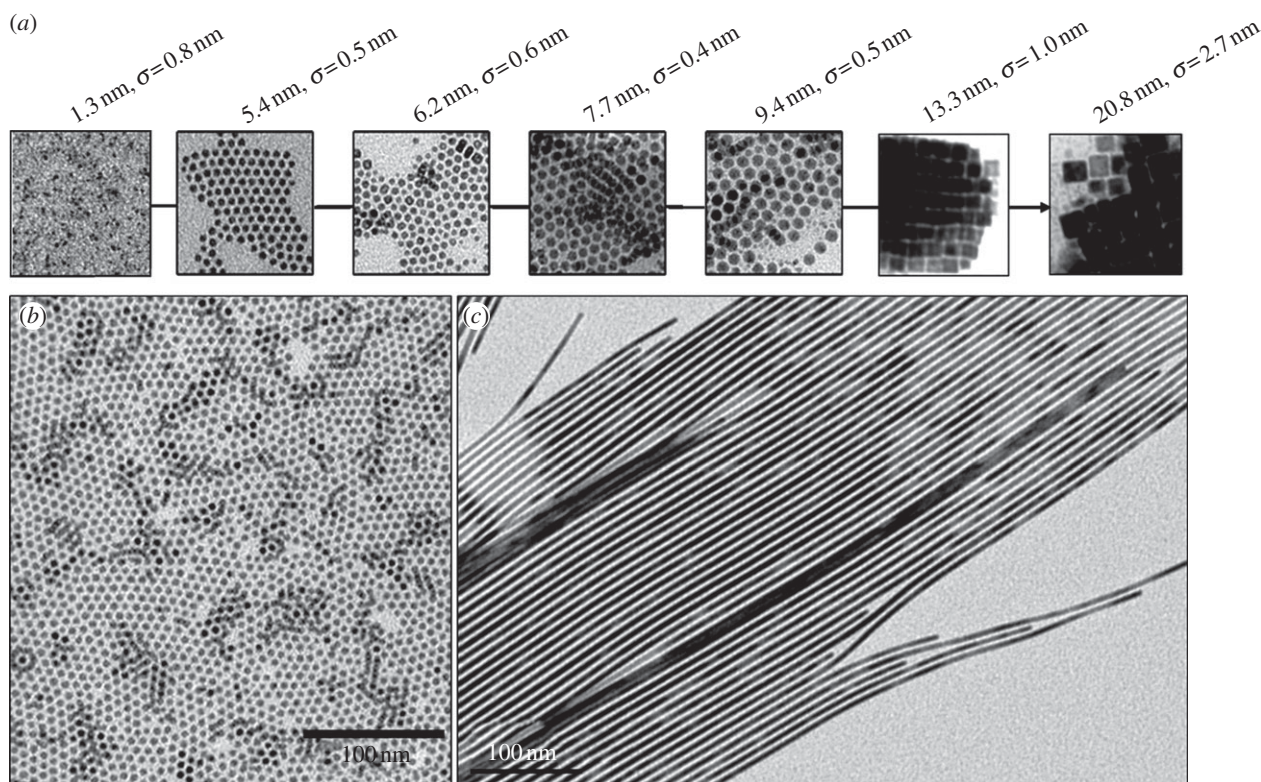 (a)
1.3 nm, σ=0.8 nm
5.4 nm, σ=0.5 nm
6.2 nm, σ=0.6 nm
7.7 nm, σ=0.4 nm
9.4 nm, σ=0.5 nm
13.3 nm, σ=1.0 nm
20.8 nm, σ=2.7 nm
(b)
(c)
100 nm
100 nm